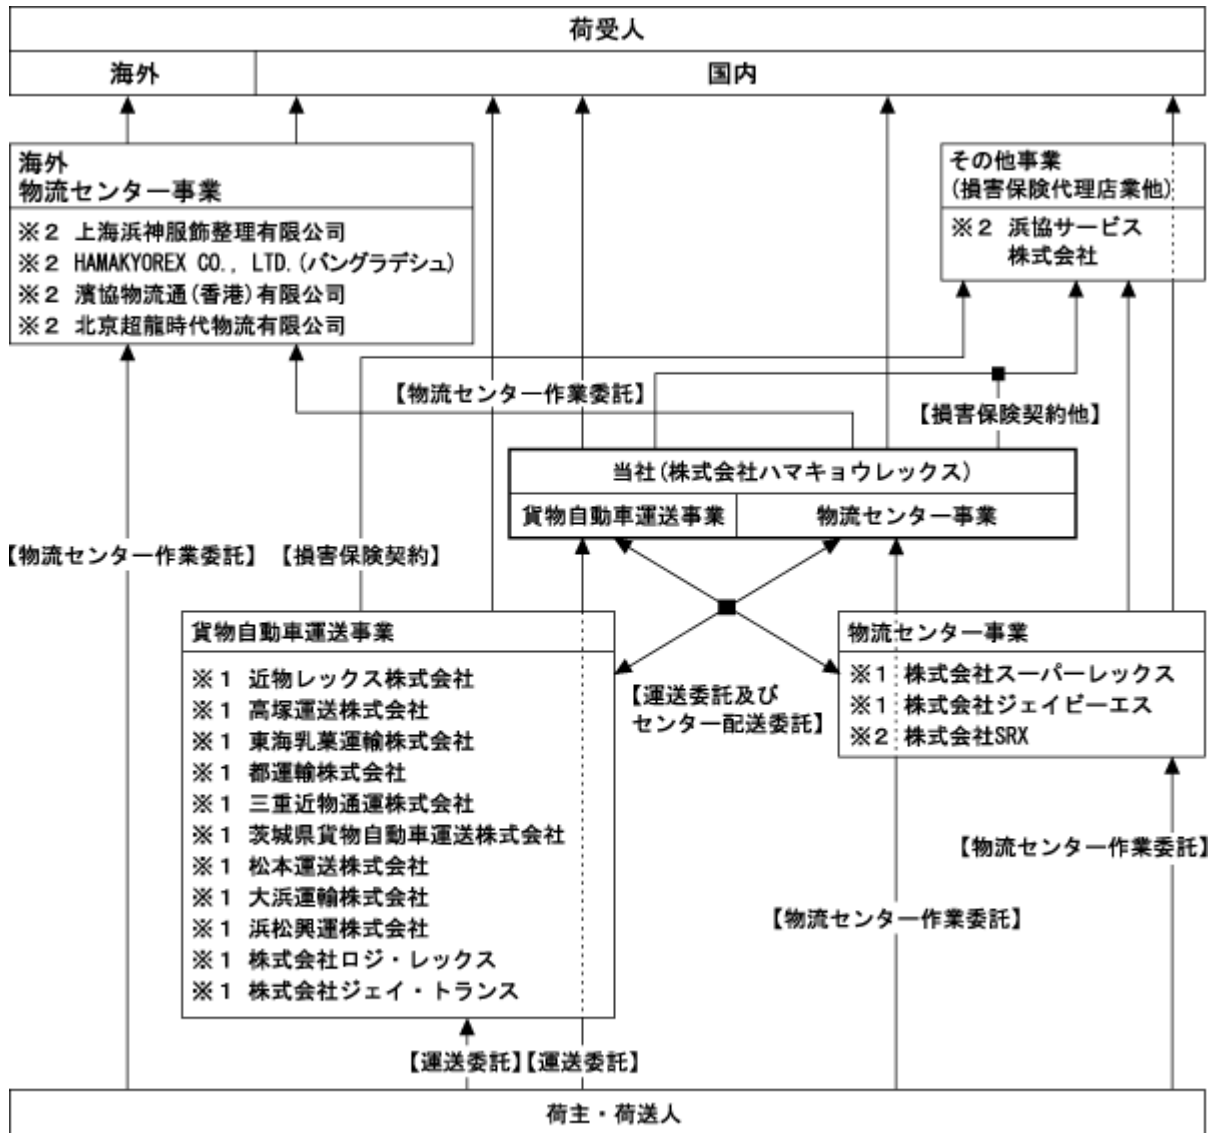 荷受人
海外
国内
海外
物流センター事業
※2 上海浜神服飾整理有限公司
※2 HAMAKYOREX CO., LTD.(バングラデシュ)
※2 濱協物流通(香港)有限公司
※2 北京超龍時代物流有限公司
その他事業
(損害保険代理店業他)
※2 浜協サービス
株式会社
【物流センター作業委託】
【損害保険契約他】
当社(株式会社ハマキョウレックス)
貨物自動車運送事業
物流センター事業
【物流センター作業委託】
【損害保険契約】
貨物自動車運送事業
※1 近物レックス株式会社
※1 高塚運送株式会社
※1 東海乳菓運輸株式会社
※1 都運輸株式会社
※1 三重近物通運株式会社
※1 茨城県貨物自動車運送株式会社
※1 松本運送株式会社
※1 大浜運輸株式会社
※1 浜松興運株式会社
※1 株式会社ロジ・レックス
※1 株式会社ジェイ・トランス
【運送委託及び
センター配送委託】
物流センター事業
※1 株式会社スーパーレックス
※1 株式会社ジェイビーエス
※2 株式会社SRX
【物流センター作業委託】
【物流センター作業委託】
【運送委託】
【運送委託】
荷主・荷送人